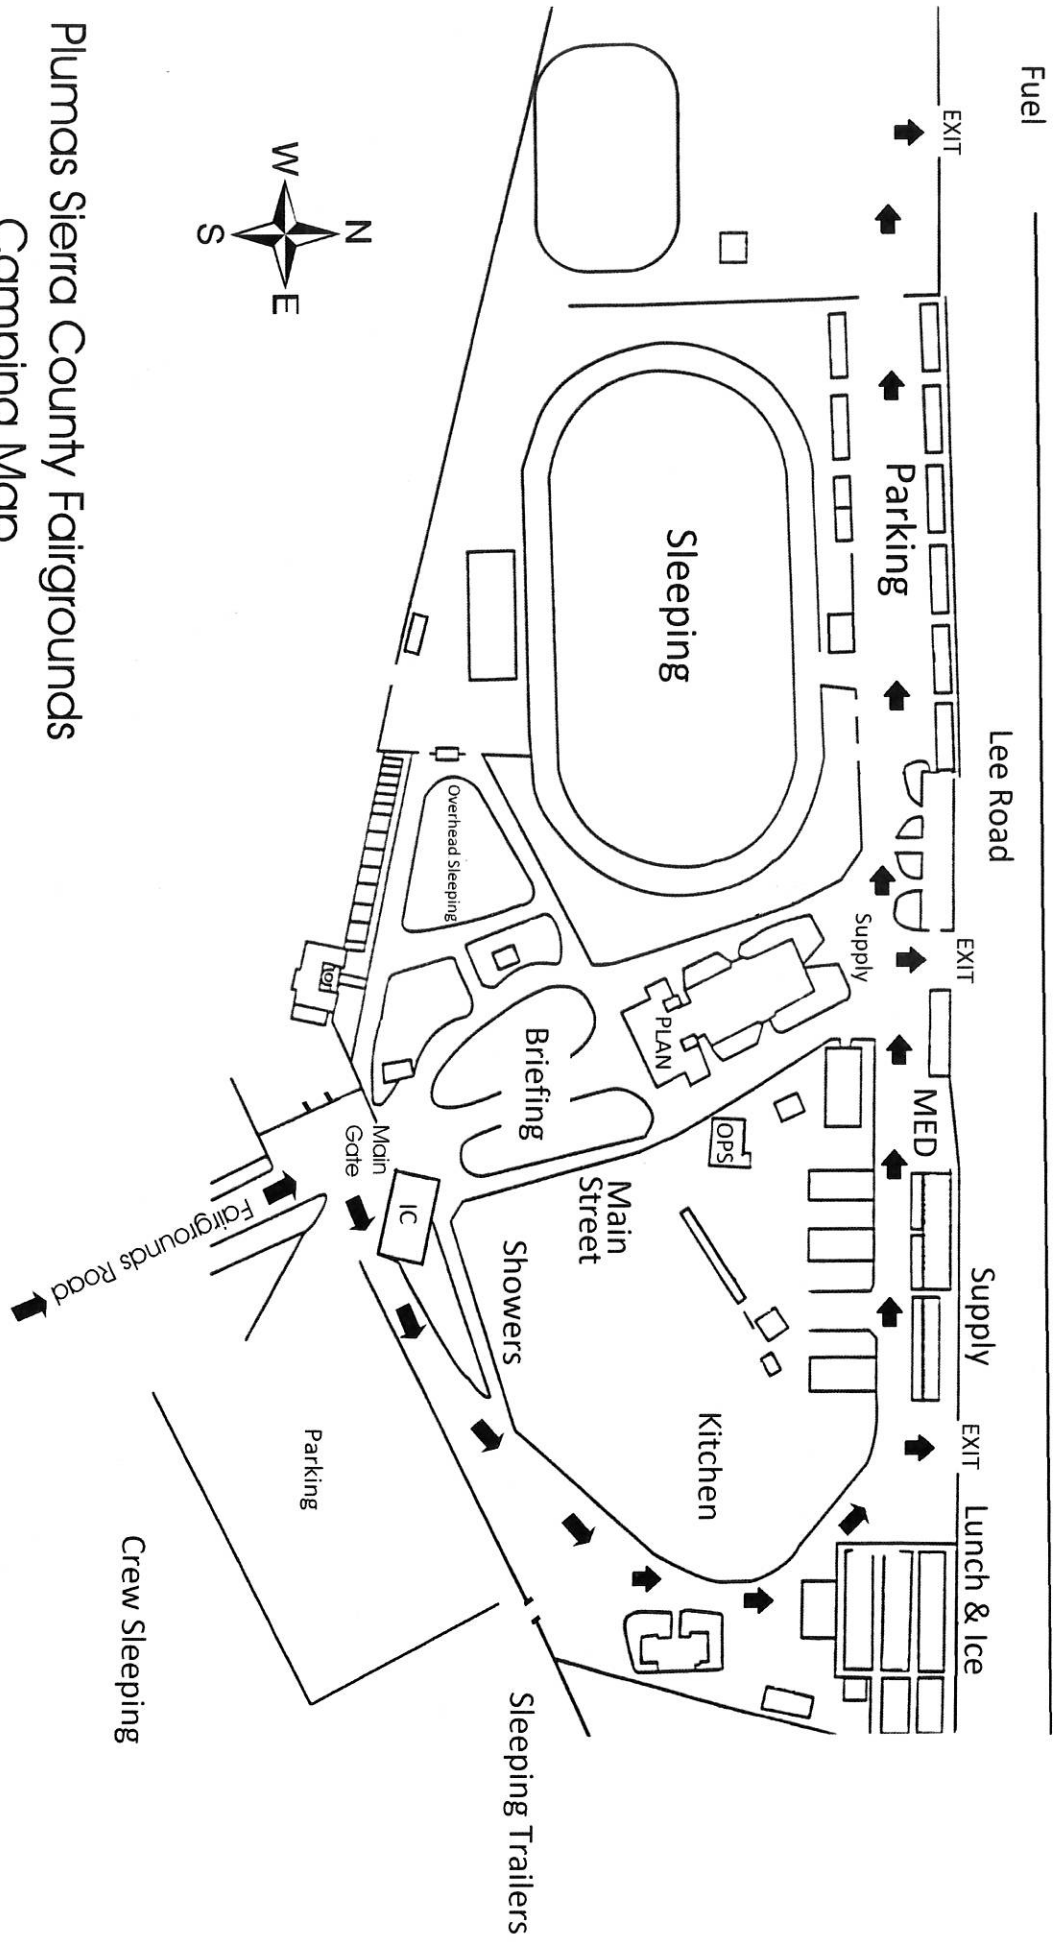 Fuel
Lee Road
EXIT
EXIT
Supply
EXIT
Lunch & Ice
MED
Parking
Supply
OPS
Kitchen
Sleeping
PLAN
Main
Street
Briefing
Showers
Sleeping Trailers
Overhead Sleeping
IC
Main
Gate
N
W
E
S
Parking
Fairgrounds Road
Crew Sleeping
Plumas Sierra County Fairgrounds
Camping Map